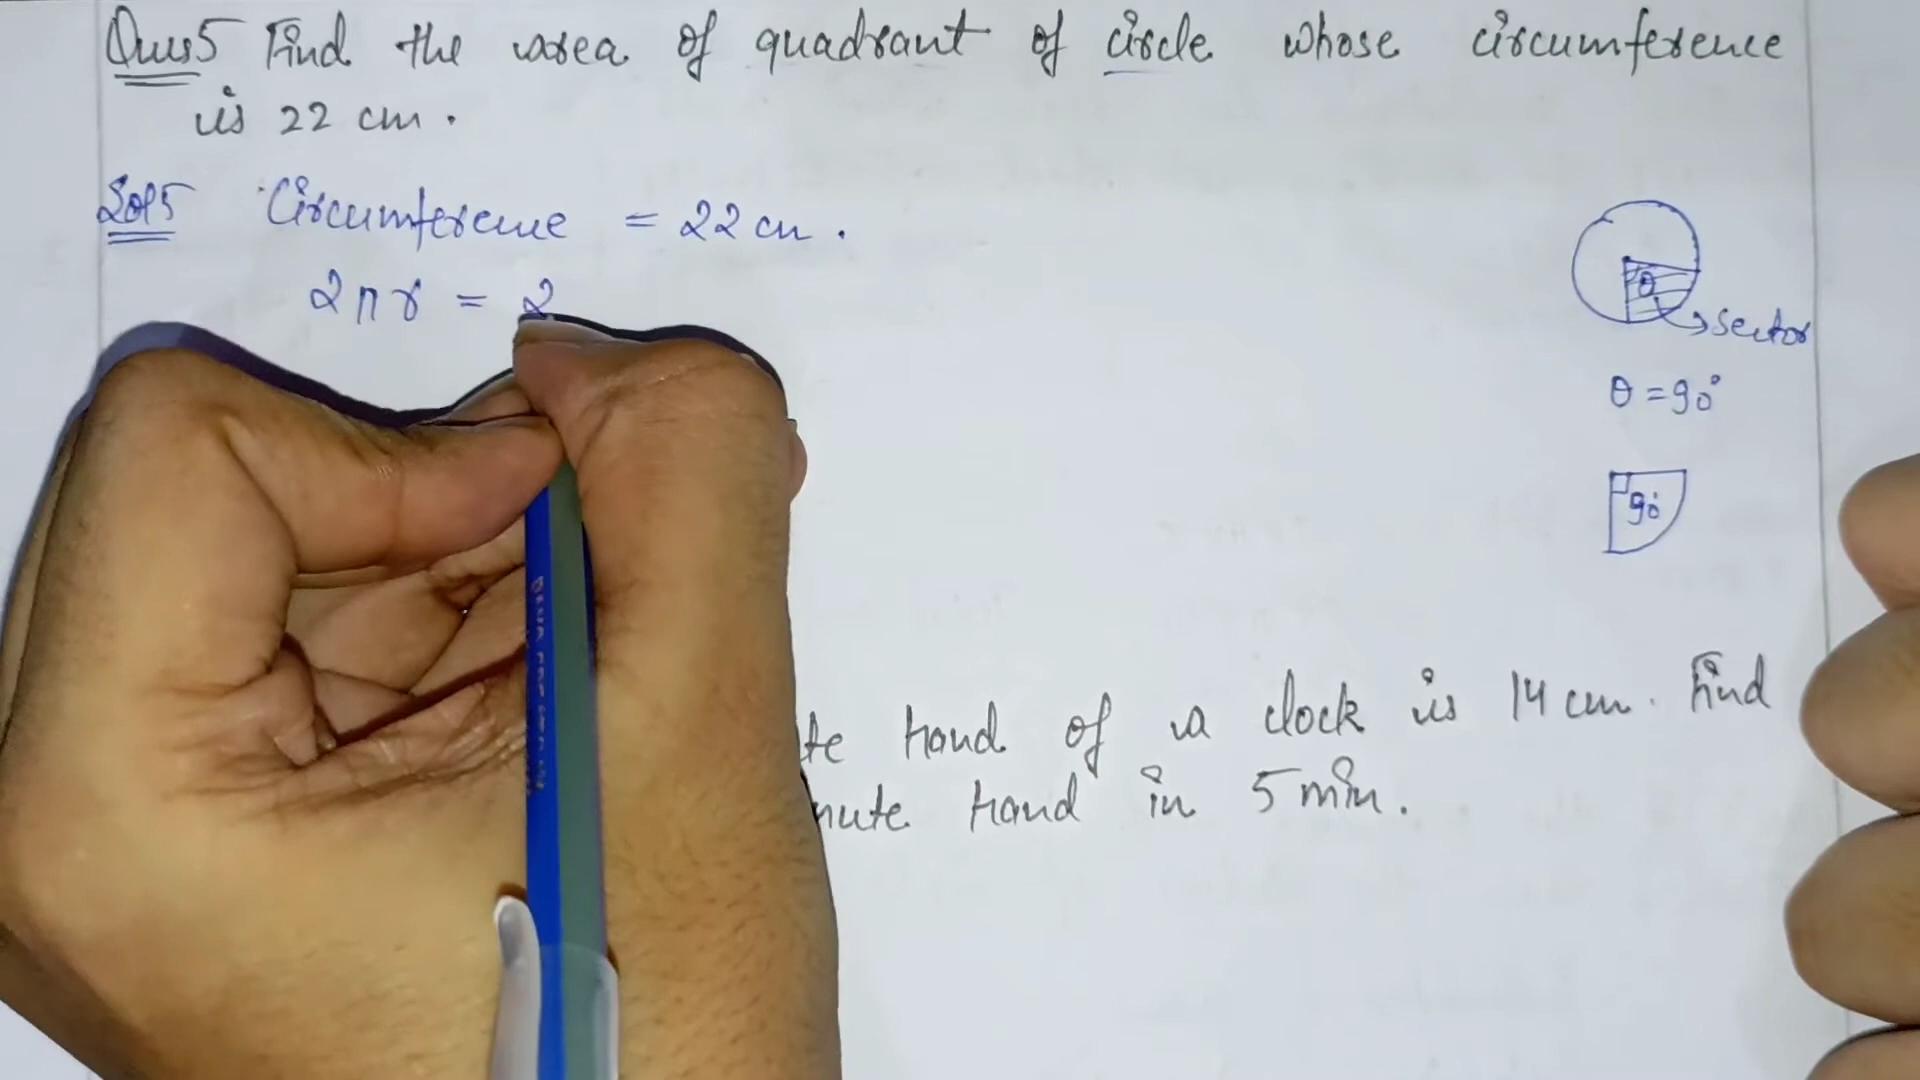 Ques5 Find the area of quadrant of circle whose circumference
is 22 cm.
Sol5 Circumference = 22 cm.
2πr = 2
θ
sector
θ = 90°
90°
hand of a clock is 14 cm. Find
hand in 5 min.